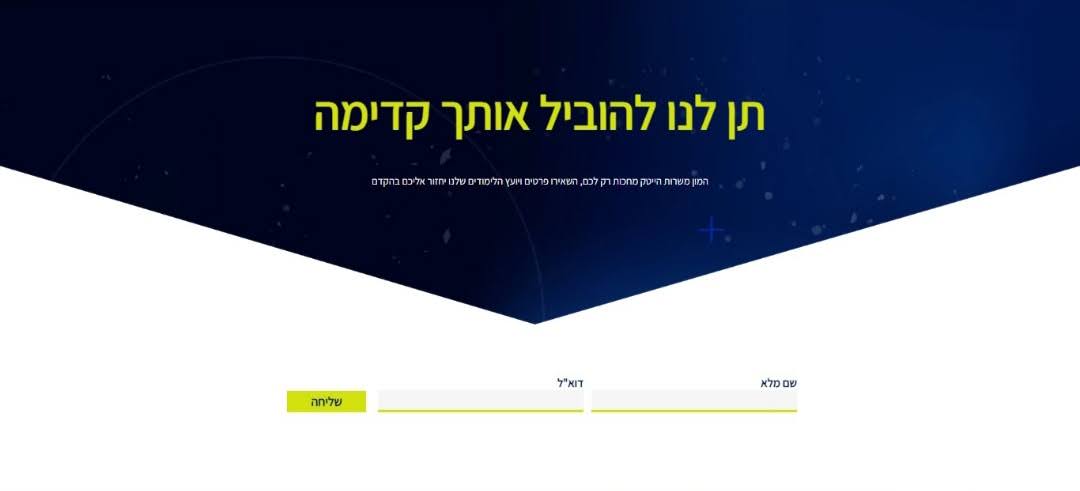 תן לנו להוביל אותך קדימה
המון משרות הייטק מחכות רק לכם, השאירו פרטים ויועץ הלימודים שלנו יחזור אליכם בהקדם
שם מלא
דוא"ל
שליחה